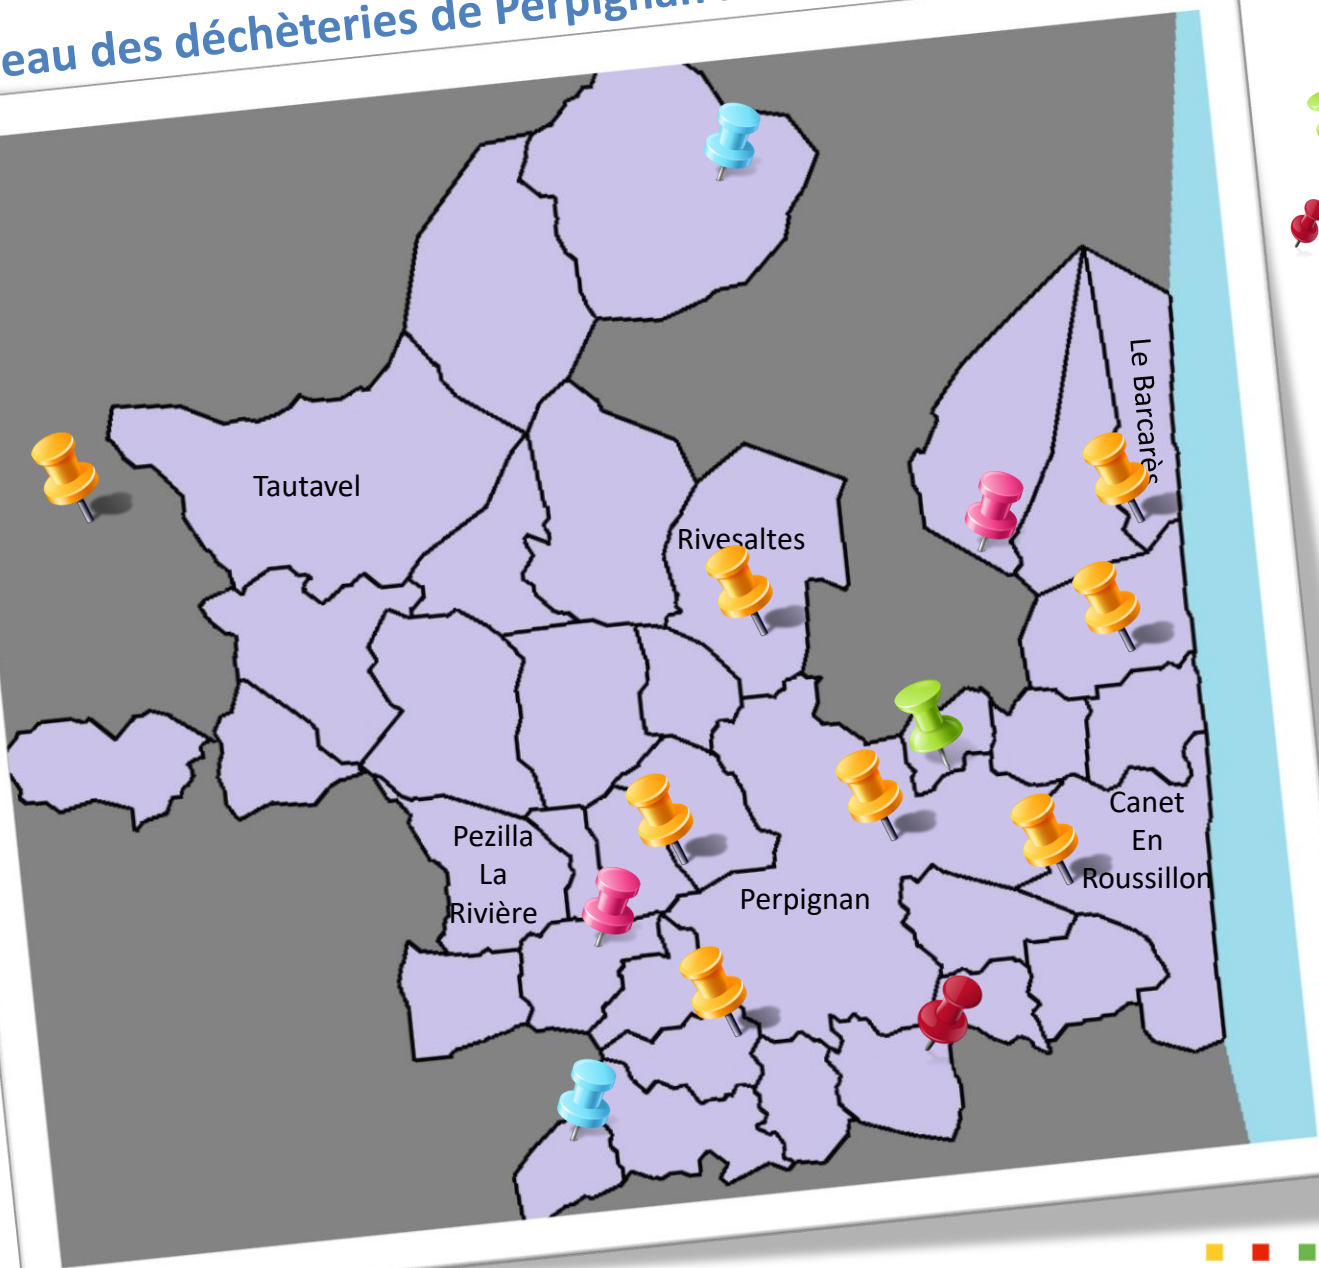 eau des déchèteries de Perpignan
Le Barcarès
Tautavel
Rivesaltes
Canet
En
Roussillon
Pezilla
La
Rivière
Perpignan